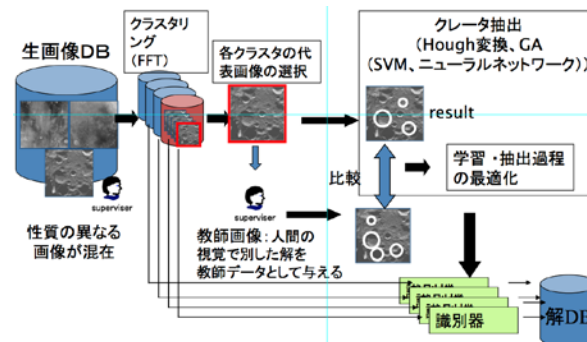 生画像DB
superviser
性質の異なる
画像が混在
クラスタリ
ング
(FFT)
各クラスタの代
表画像の選択
superviser
教師画像:人間の
視覚で別した解を
教師データとして与える
クレータ抽出
(Hough変換、GA
(SVM、ニューラルネットワーク))
result
比較
学習・抽出過程
の最適化
識別器
解DB